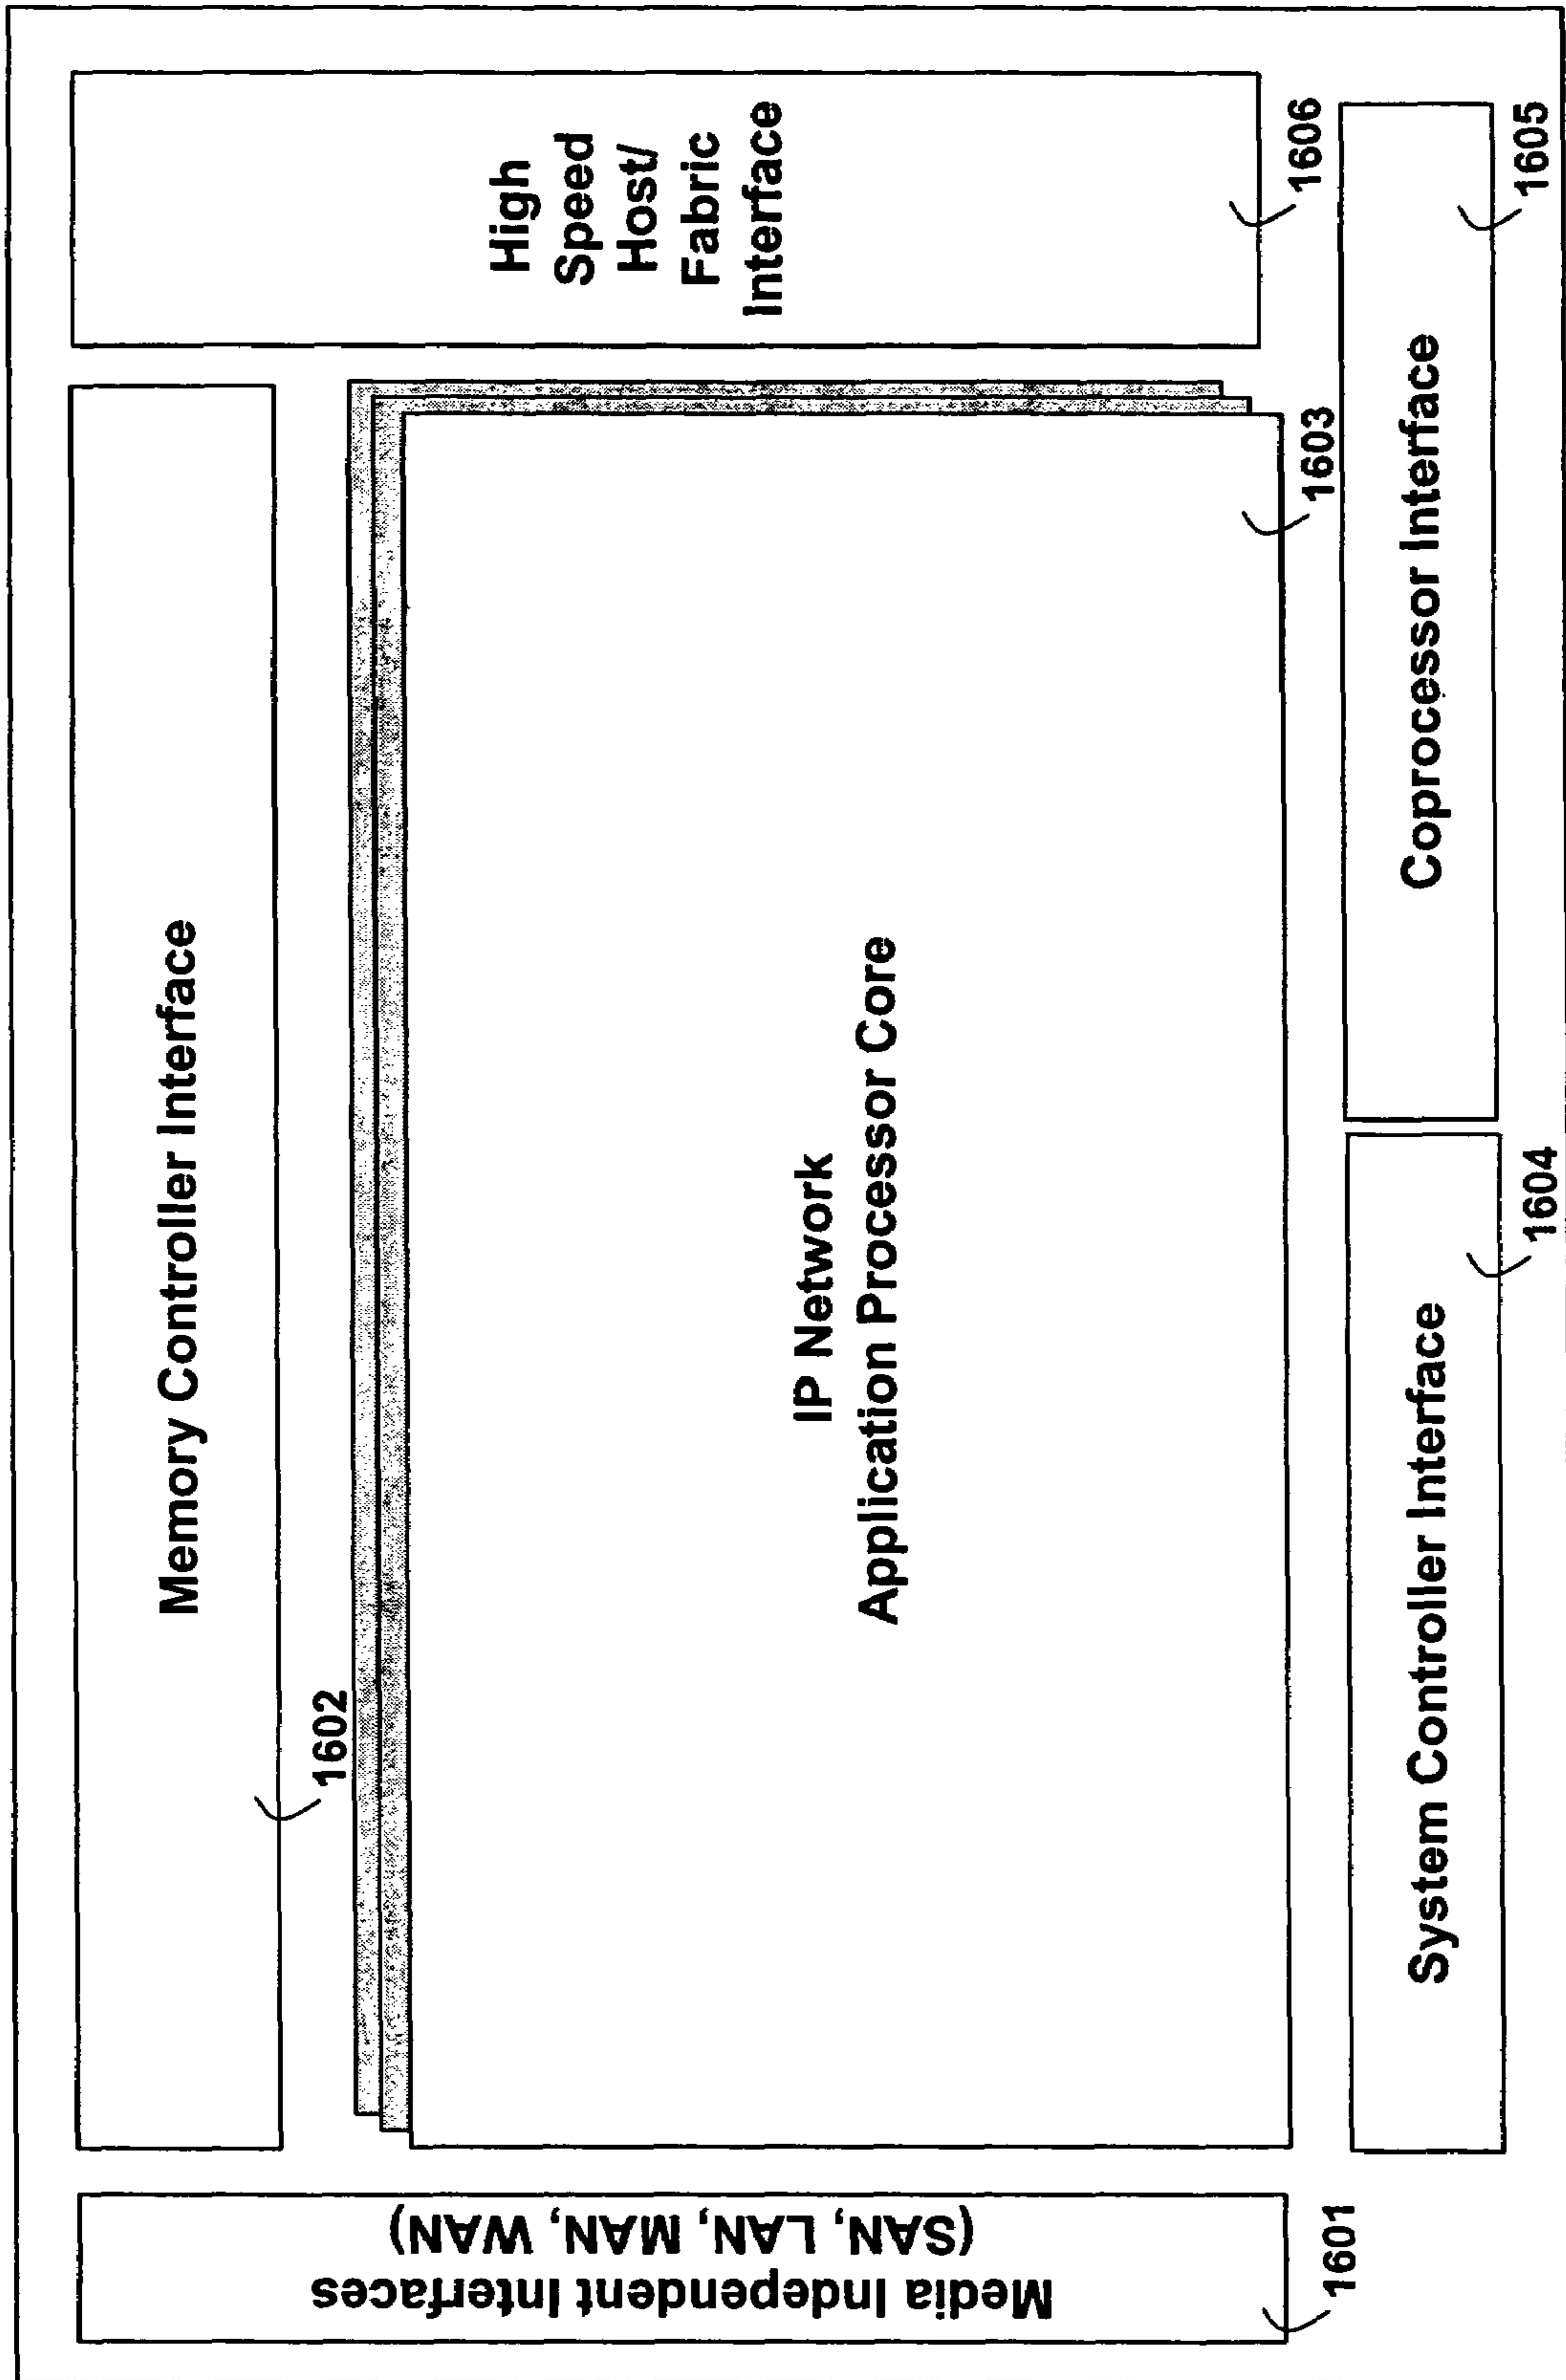 Memory Controller Interface
1602
Media Independent Interfaces
(SAN, LAN, MAN, WAN)
1601
IP Network
Application Processor Core
1603
High
Speed
Host/
Fabric
Interface
1606
System Controller Interface
1604
Coprocessor Interface
1605